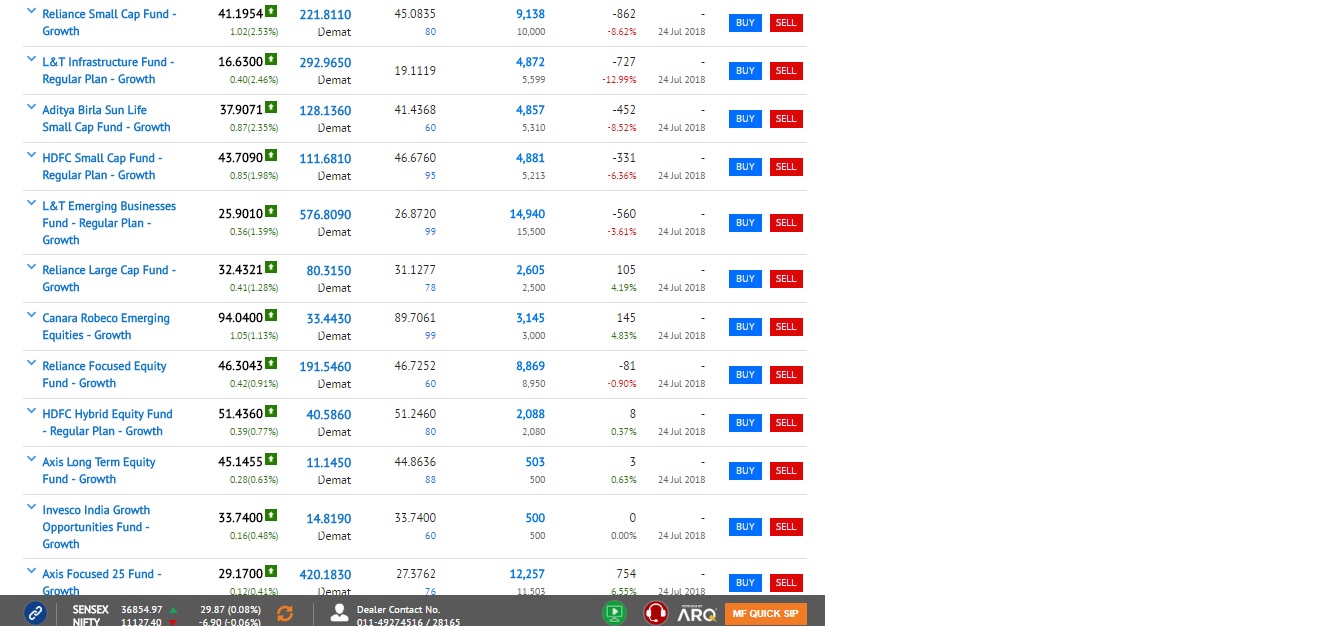 Reliance Small Cap Fund - 41.1954 221.8110 45.0835 9,138 -862 - BUY SELL
Growth 1.02(2.53%) Demat 80 10,000 -8.62% 24 Jul 2018
L&T Infrastructure Fund - 16.6300 292.9650 19.1119 4,872 -727 - BUY SELL
Regular Plan - Growth 0.40(2.46%) Demat 5,599 -12.99% 24 Jul 2018
Aditya Birla Sun Life 37.9071 128.1360 41.4368 4,857 -452 - BUY SELL
Small Cap Fund - Growth 0.87(2.35%) Demat 60 5,310 -8.52% 24 Jul 2018
HDFC Small Cap Fund - 43.7090 111.6810 46.6760 4,881 -331 - BUY SELL
Regular Plan - Growth 0.85(1.98%) Demat 95 5,213 -6.36% 24 Jul 2018
L&T Emerging Businesses
Fund - Regular Plan - 25.9010 576.8090 26.8720 14,940 -560 - BUY SELL
Growth 0.36(1.39%) Demat 99 15,500 -3.61% 24 Jul 2018
Reliance Large Cap Fund - 32.4321 80.3150 31.1277 2,605 105 - BUY SELL
Growth 0.41(1.28%) Demat 78 2,500 4.19% 24 Jul 2018
Canara Robeco Emerging 94.0400 33.4430 89.7061 3,145 145 - BUY SELL
Equities - Growth 1.05(1.13%) Demat 99 3,000 4.83% 24 Jul 2018
Reliance Focused Equity 46.3043 191.5460 46.7252 8,869 -81 - BUY SELL
Fund - Growth 0.42(0.91%) Demat 60 8,950 -0.90% 24 Jul 2018
HDFC Hybrid Equity Fund 51.4360 40.5860 51.2460 2,088 8 - BUY SELL
- Regular Plan - Growth 0.39(0.77%) Demat 80 2,080 0.37% 24 Jul 2018
Axis Long Term Equity 45.1455 11.1450 44.8636 503 3 - BUY SELL
Fund - Growth 0.28(0.63%) Demat 88 500 0.63% 24 Jul 2018
Invesco India Growth
Opportunities Fund - 33.7400 14.8190 33.7400 500 0 - BUY SELL
Growth 0.16(0.48%) Demat 60 500 0.00% 24 Jul 2018
Axis Focused 25 Fund - 29.1700 420.1830 27.3762 12,257 754 - BUY SELL
Growth 0.12(0.41%) Demat 76 11,503 6.55% 24 Jul 2018
SENSEX 36854.97 29.87 (0.08%) Dealer Contact No. ARQ MF QUICK SIP
NIFTY 11127.40 -6.90 (-0.06%) 011-49274516 / 28165